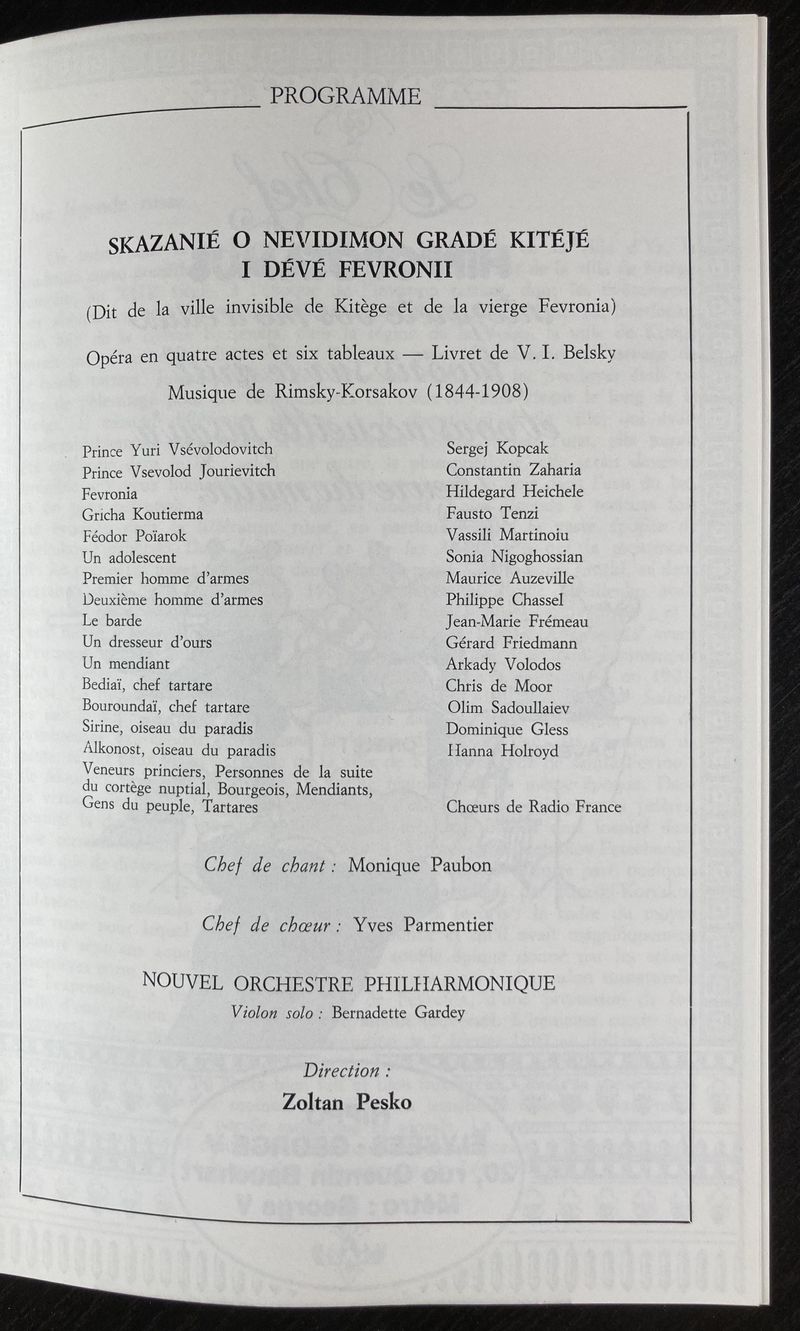 PROGRAMME
SKAZANIÉ O NEVIDIMON GRADÉ KITÉJÉ
I DÉVÉ FEVRONII
(Dit de la ville invisible de Kitège et de la vierge Fevronia)
Opéra en quatre actes et six tableaux — Livret de V. I. Belsky
Musique de Rimsky-Korsakov (1844-1908)
Prince Yuri Vsévolodovitch Sergej Kopcak
Prince Vsevolod Jourievitch Constantin Zaharia
Fevronia Hildegard Heichele
Gricha Koutierma Fausto Tenzi
Féodor Poïarok Vassili Martinoiu
Un adolescent Sonia Nigoghossian
Premier homme d'armes Maurice Auzeville
Deuxième homme d'armes Philippe Chassel
Le barde Jean-Marie Frémeau
Un dresseur d'ours Gérard Friedmann
Un mendiant Arkady Volodos
Bediaï, chef tartare Chris de Moor
Bouroundaï, chef tartare Olim Sadoullaiev
Sirine, oiseau du paradis Dominique Gless
Alkonost, oiseau du paradis Hanna Holroyd
Veneurs princiers, Personnes de la suite
du cortège nuptial, Bourgeois, Mendiants,
Gens du peuple, Tartares Chœurs de Radio France
Chef de chant : Monique Paubon
Chef de chœur : Yves Parmentier
NOUVEL ORCHESTRE PHILHARMONIQUE
Violon solo : Bernadette Gardey
Direction :
Zoltan Pesko